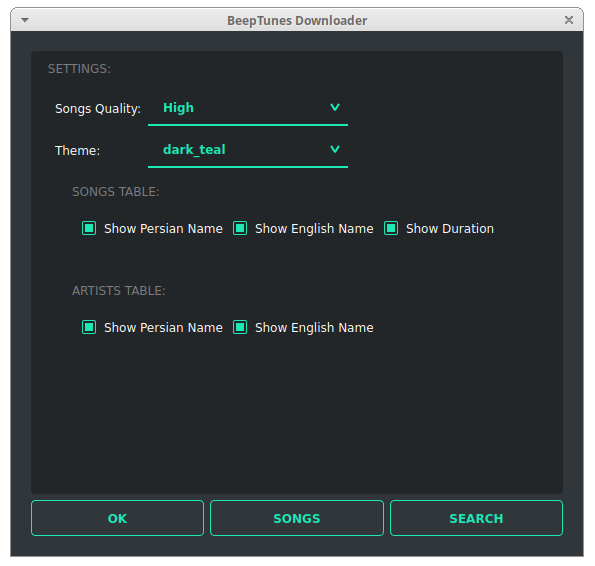 BeepTunes Downloader
SETTINGS:
Songs Quality: High
Theme: dark_teal
SONGS TABLE:
Show Persian Name Show English Name Show Duration
ARTISTS TABLE:
Show Persian Name Show English Name
OK SONGS SEARCH